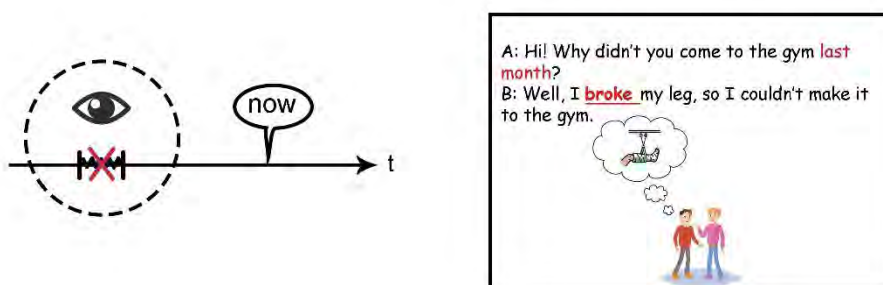 now
t
A: Hi! Why didn't you come to the gym last
month?
B: Well, I broke my leg, so I couldn't make it
to the gym.